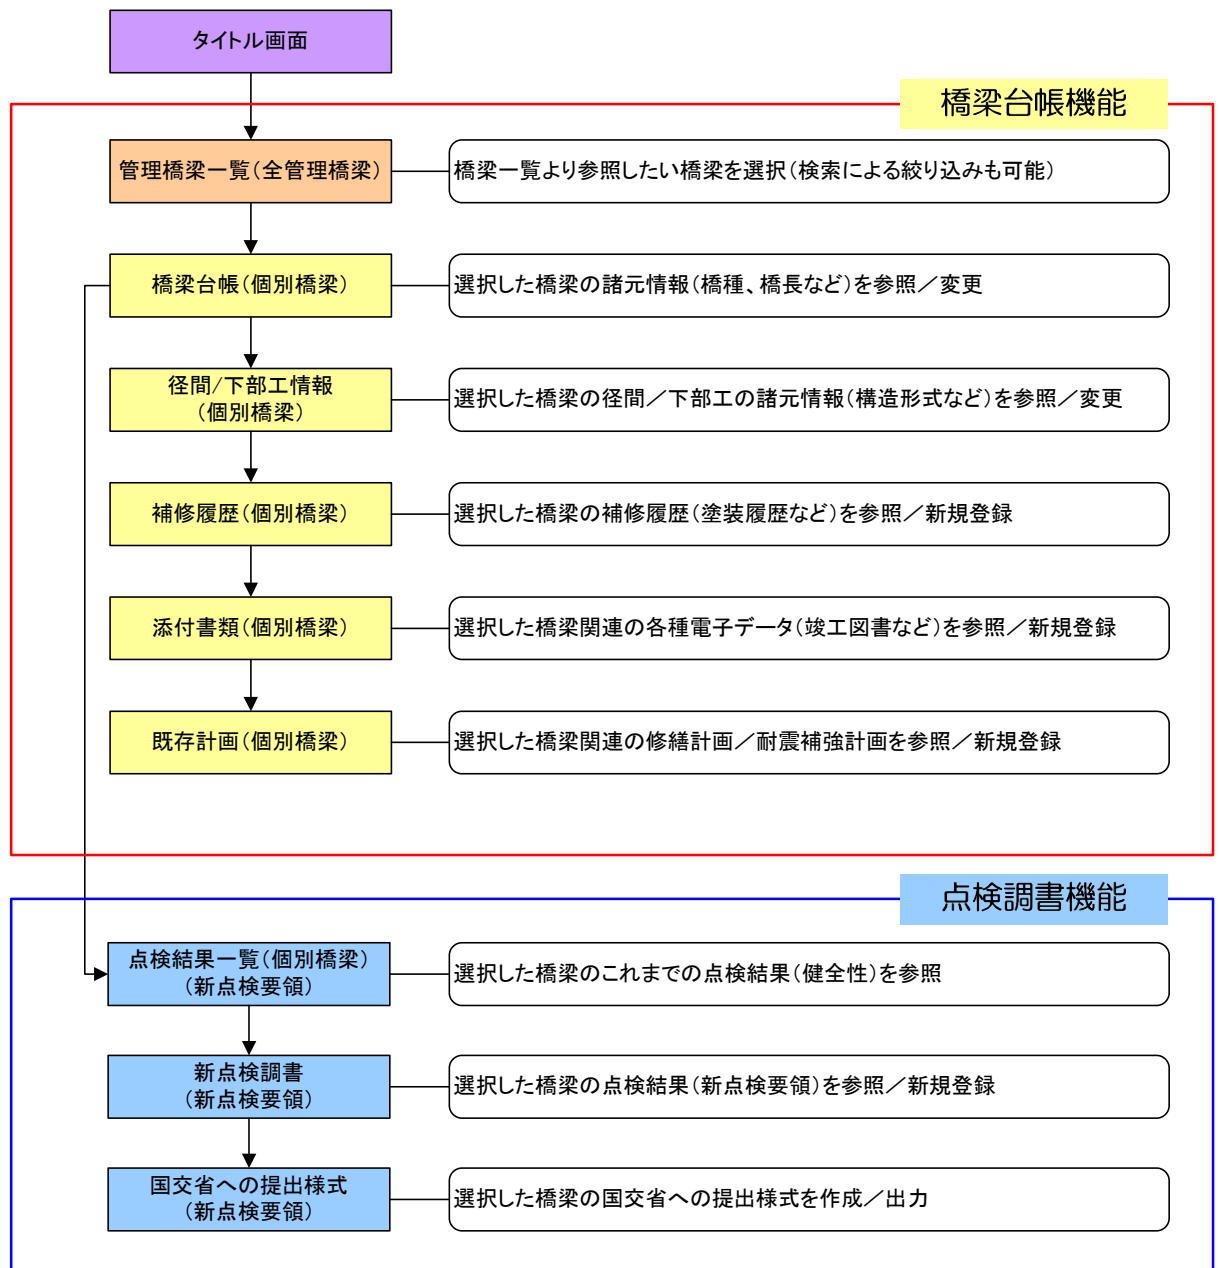 タイトル画面
橋梁台帳機能
管理橋梁一覧(全管理橋梁)
橋梁一覧より参照したい橋梁を選択(検索による絞り込みも可能)
橋梁台帳(個別橋梁)
選択した橋梁の諸元情報(橋種、橋長など)を参照／変更
径間/下部工情報
(個別橋梁)
選択した橋梁の径間／下部工の諸元情報(構造形式など)を参照／変更
補修履歴(個別橋梁)
選択した橋梁の補修履歴(塗装履歴など)を参照／新規登録
添付書類(個別橋梁)
選択した橋梁関連の各種電子データ(竣工図書など)を参照／新規登録
既存計画(個別橋梁)
選択した橋梁関連の修繕計画／耐震補強計画を参照／新規登録
点検調書機能
点検結果一覧(個別橋梁)
(新点検要領)
選択した橋梁のこれまでの点検結果(健全性)を参照
新点検調書
(新点検要領)
選択した橋梁の点検結果(新点検要領)を参照／新規登録
国交省への提出様式
(新点検要領)
選択した橋梁の国交省への提出様式を作成／出力